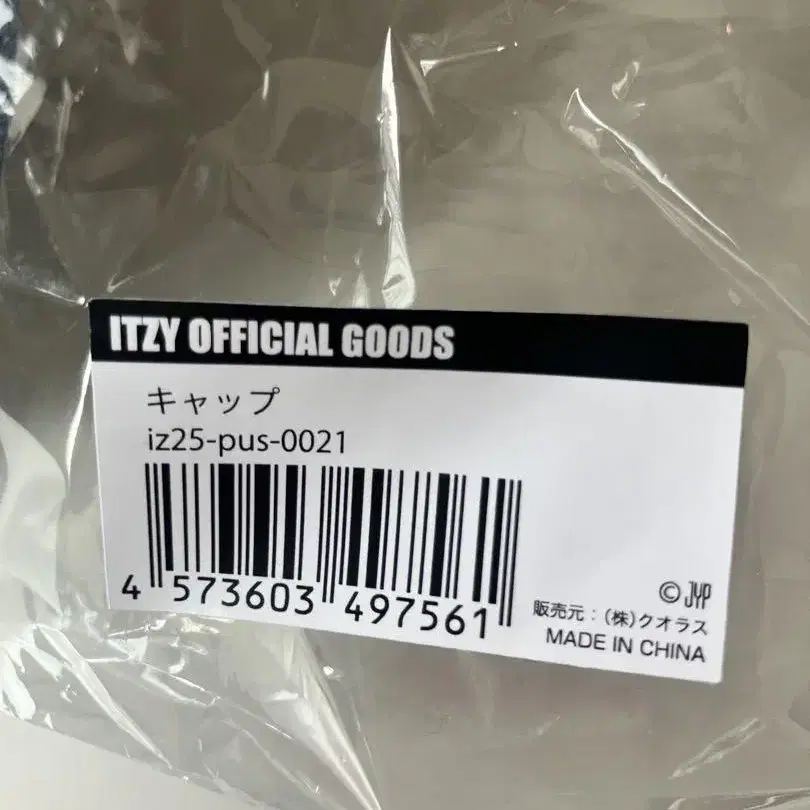 ITZY OFFICIAL GOODS
キャップ
iz25-pus-0021
4 573603 497561
© JYP
販売元：(株)クオラス
MADE IN CHINA